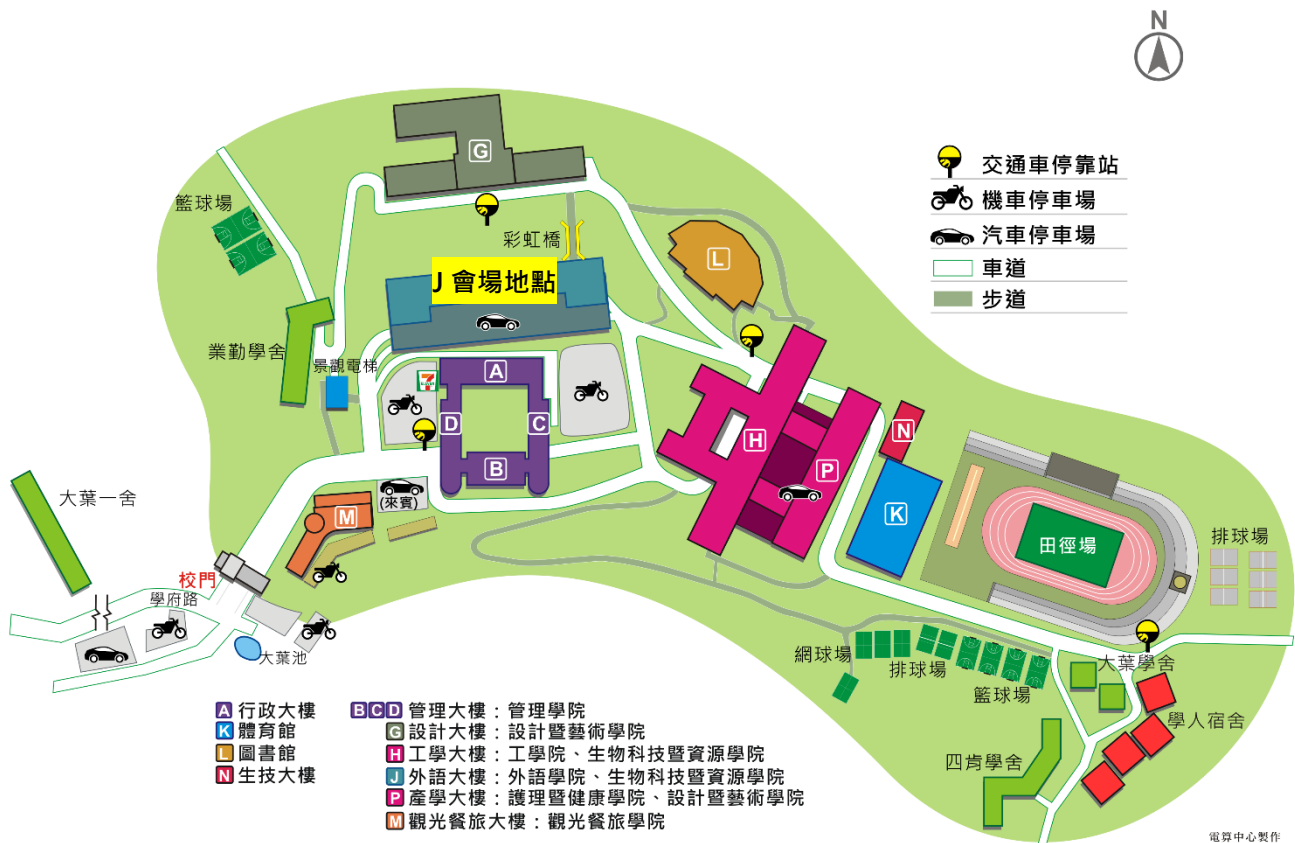 N
交通車停靠站
機車停車場
汽車停車場
車道
步道
G
籃球場
彩虹橋
L
J 會場地點
業勤學舍
景觀電梯
7
ELEVEN
A
D
C
B
H
N
P
K
(來賓)
M
大葉一舍
田徑場
排球場
校門
學府路
大葉池
網球場
排球場
籃球場
大葉學舍
學人宿舍
四肯學舍
A 行政大樓
K 體育館
L 圖書館
N 生技大樓
BCD 管理大樓：管理學院
G 設計大樓：設計暨藝術學院
H 工學大樓：工學院、生物科技暨資源學院
J 外語大樓：外語學院、生物科技暨資源學院
P 產學大樓：護理暨健康學院、設計暨藝術學院
M 觀光餐旅大樓：觀光餐旅學院
電算中心製作